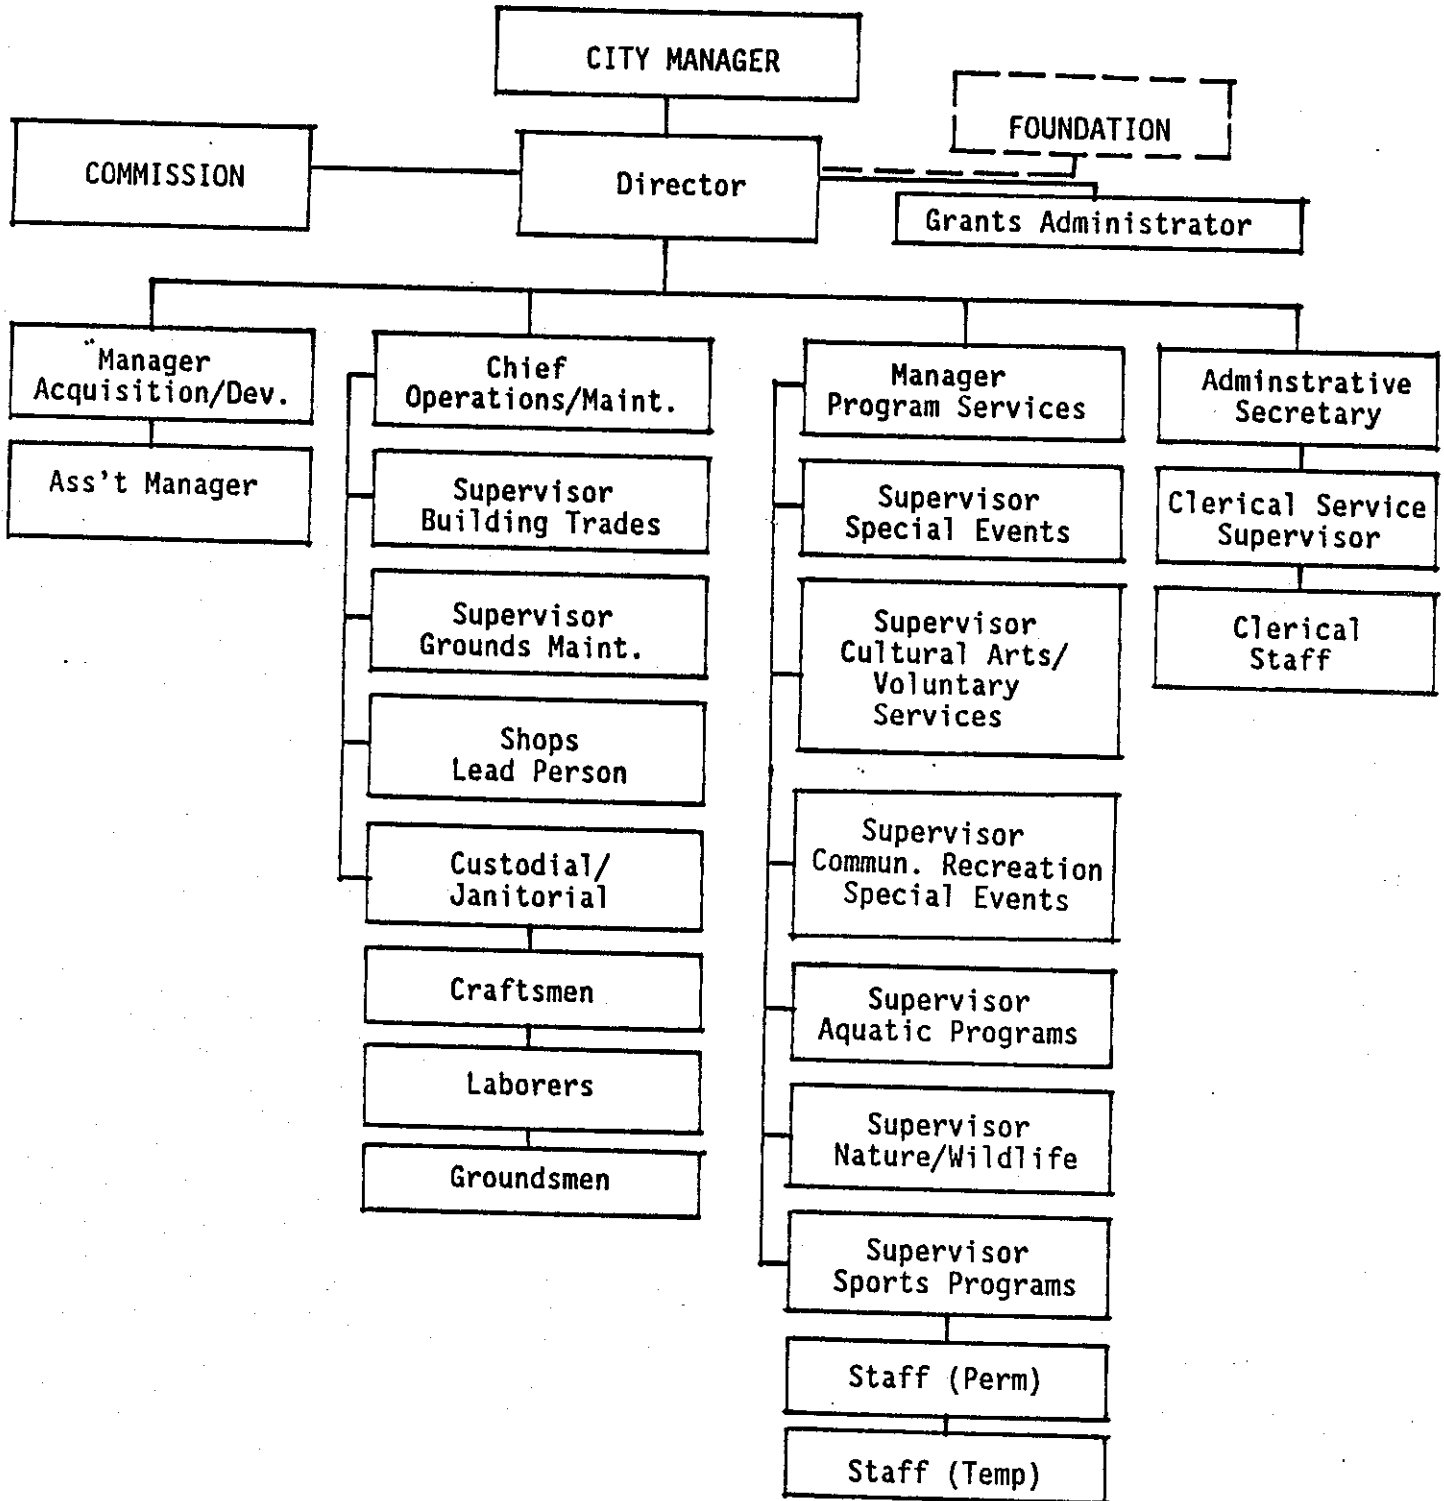 CITY MANAGER
FOUNDATION
COMMISSION
Director
Grants Administrator
Manager
Acquisition/Dev.
Ass't Manager
Chief
Operations/Maint.
Supervisor
Building Trades
Supervisor
Grounds Maint.
Shops
Lead Person
Custodial/
Janitorial
Craftsmen
Laborers
Groundsmen
Manager
Program Services
Supervisor
Special Events
Supervisor
Cultural Arts/
Voluntary
Services
Supervisor
Commun. Recreation
Special Events
Supervisor
Aquatic Programs
Supervisor
Nature/Wildlife
Supervisor
Sports Programs
Staff (Perm)
Staff (Temp)
Adminstrative
Secretary
Clerical Service
Supervisor
Clerical
Staff